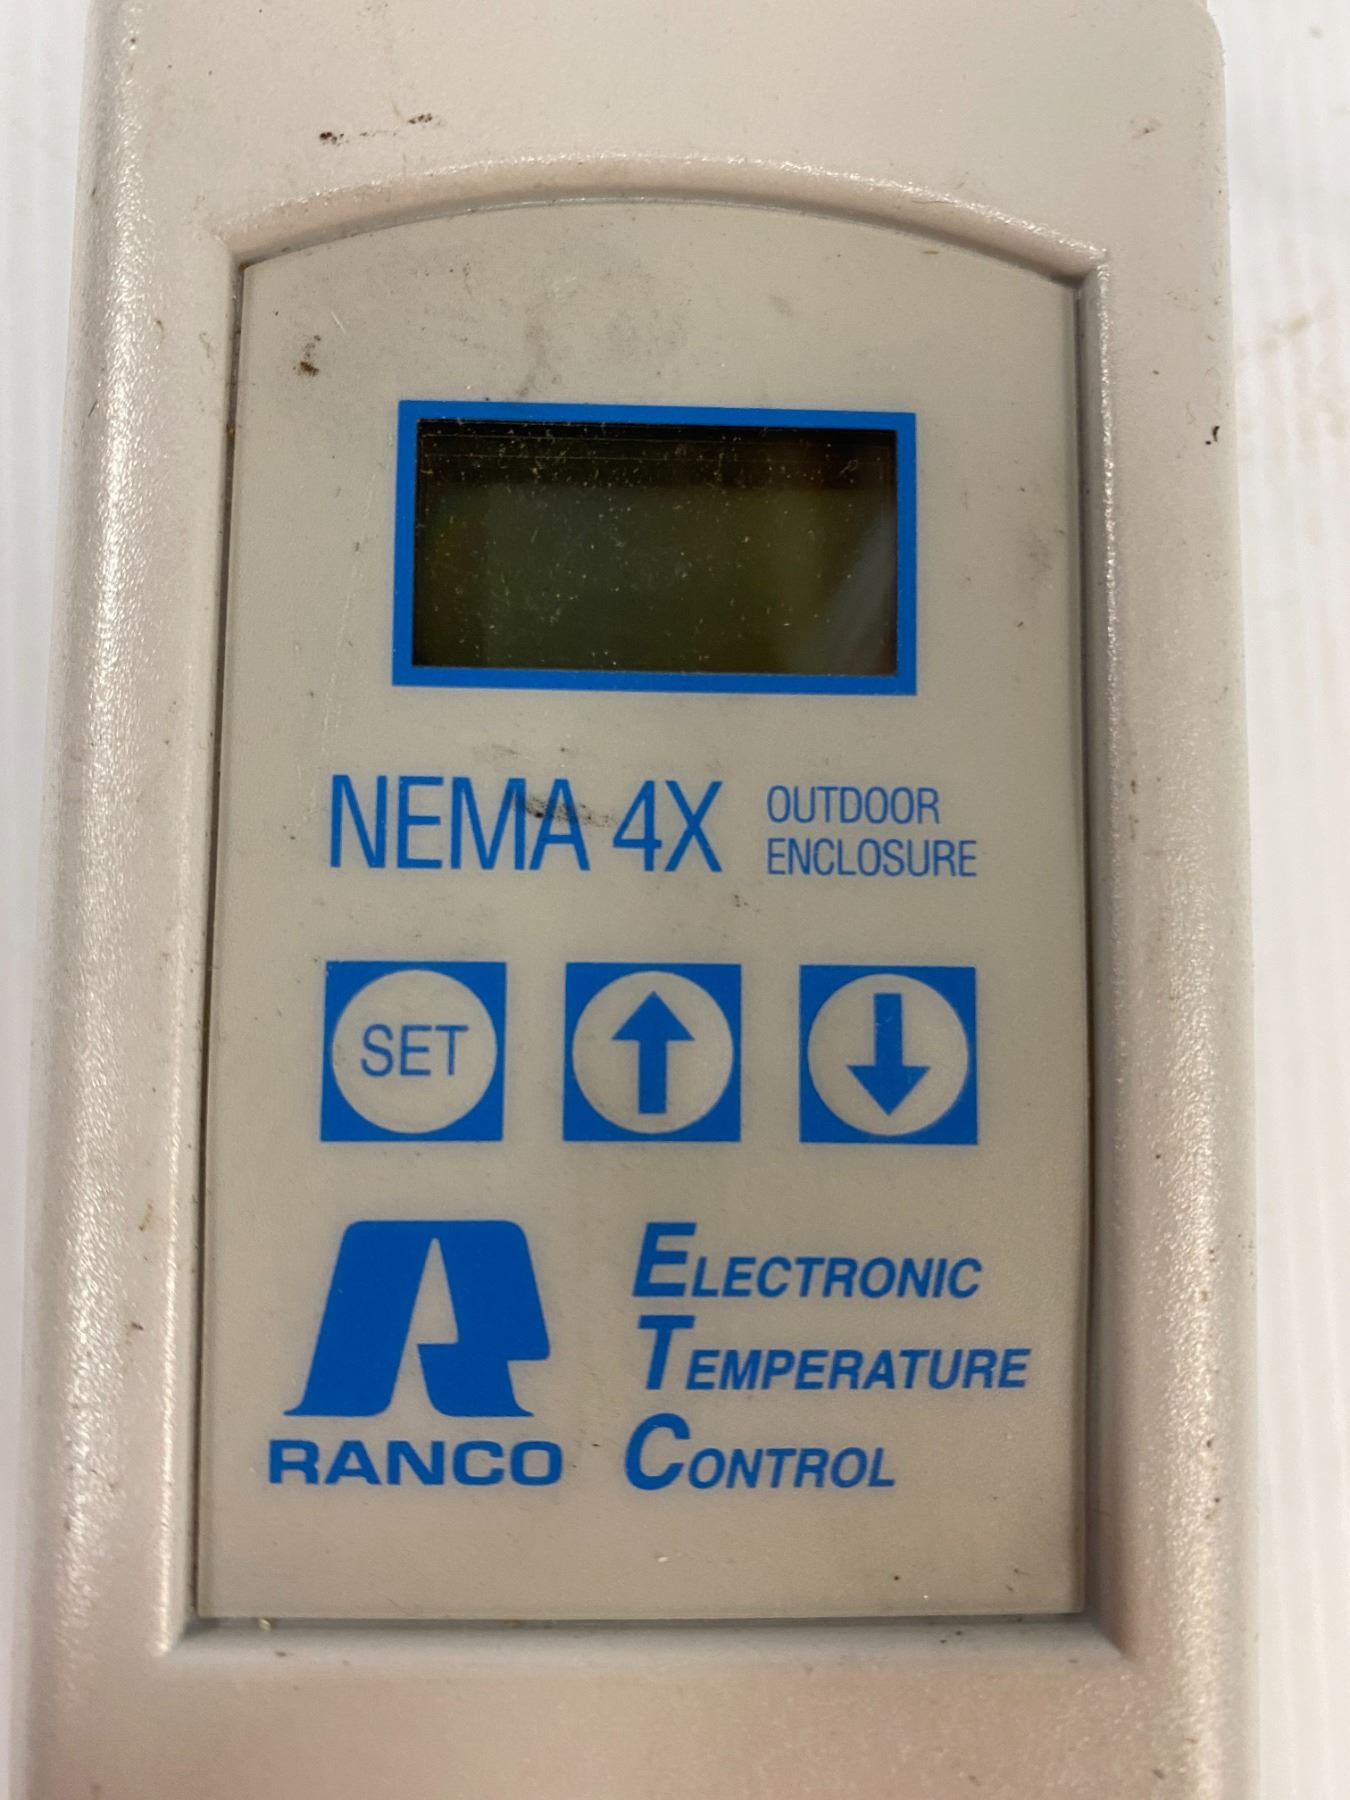 NEMA 4X OUTDOOR
ENCLOSURE
SET
ELECTRONIC
TEMPERATURE
RANCO CONTROL